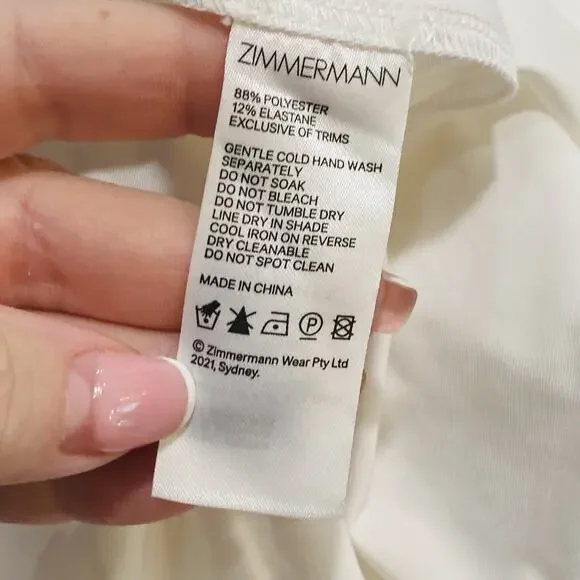 ZIMMERMANN
88% POLYESTER
12% ELASTANE
EXCLUSIVE OF TRIMS
GENTLE COLD HAND WASH
SEPARATELY
DO NOT SOAK
DO NOT BLEACH
DO NOT TUMBLE DRY
LINE DRY IN SHADE
COOL IRON ON REVERSE
DRY CLEANABLE
DO NOT SPOT CLEAN
MADE IN CHINA
P
© Zimmermann Wear Pty Ltd
2021, Sydney.